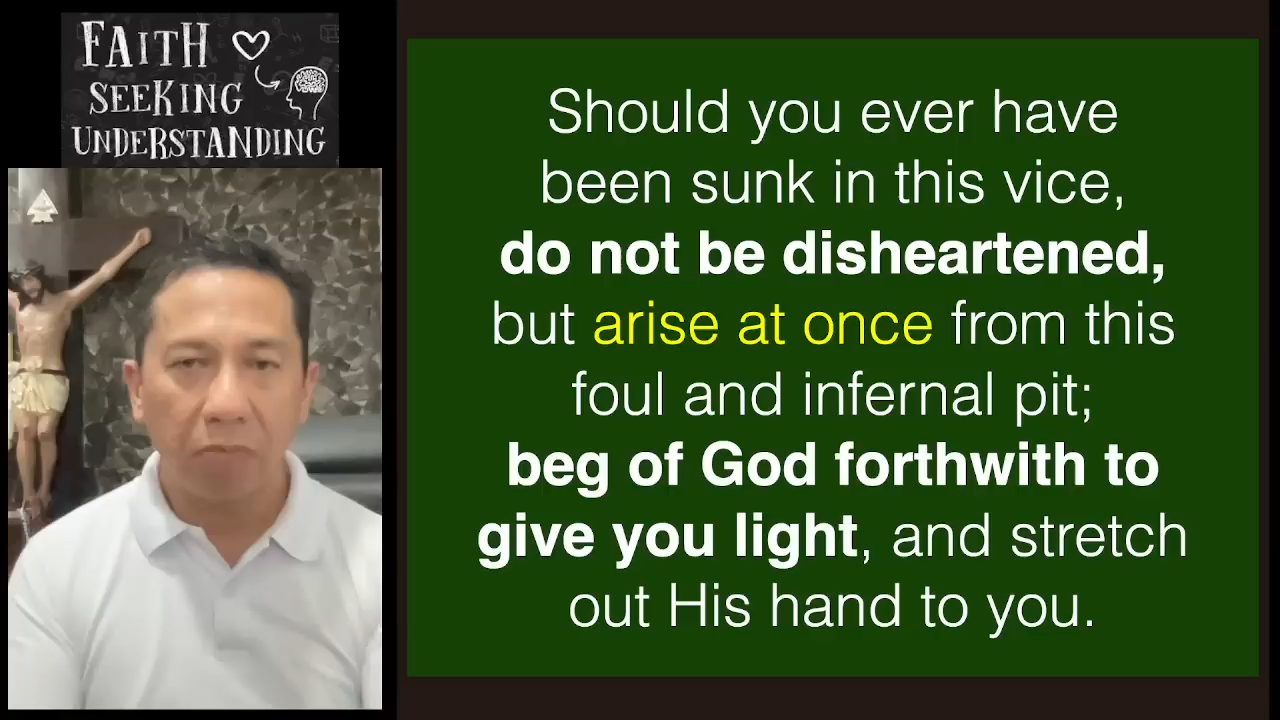 FAITH
SEEKING
UNDERSTANDING
Should you ever have
been sunk in this vice,
do not be disheartened,
but arise at once from this
foul and infernal pit;
beg of God forthwith to
give you light, and stretch
out His hand to you.